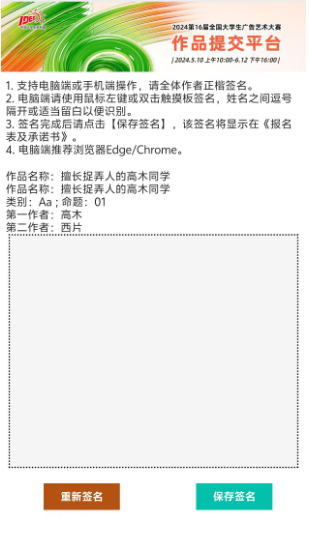 2024第16届全国大学生广告艺术大赛
作品提交平台
/ 2024.5.10 上午10:00-6.12 下午16:00 /
1. 支持电脑端或手机端操作，请全体作者正楷签名。
2. 电脑端请使用鼠标左键或双击触摸板签名，姓名之间逗号
隔开或适当留白以便识别。
3. 签名完成后请点击【保存签名】，该签名将显示在《报名
表及承诺书》。
4. 电脑端推荐浏览器Edge/Chrome。
作品名称：擅长捉弄人的高木同学
作品名称：擅长捉弄人的高木同学
类别：Aa ; 命题：01
第一作者：高木
第二作者：西片
重新签名
保存签名